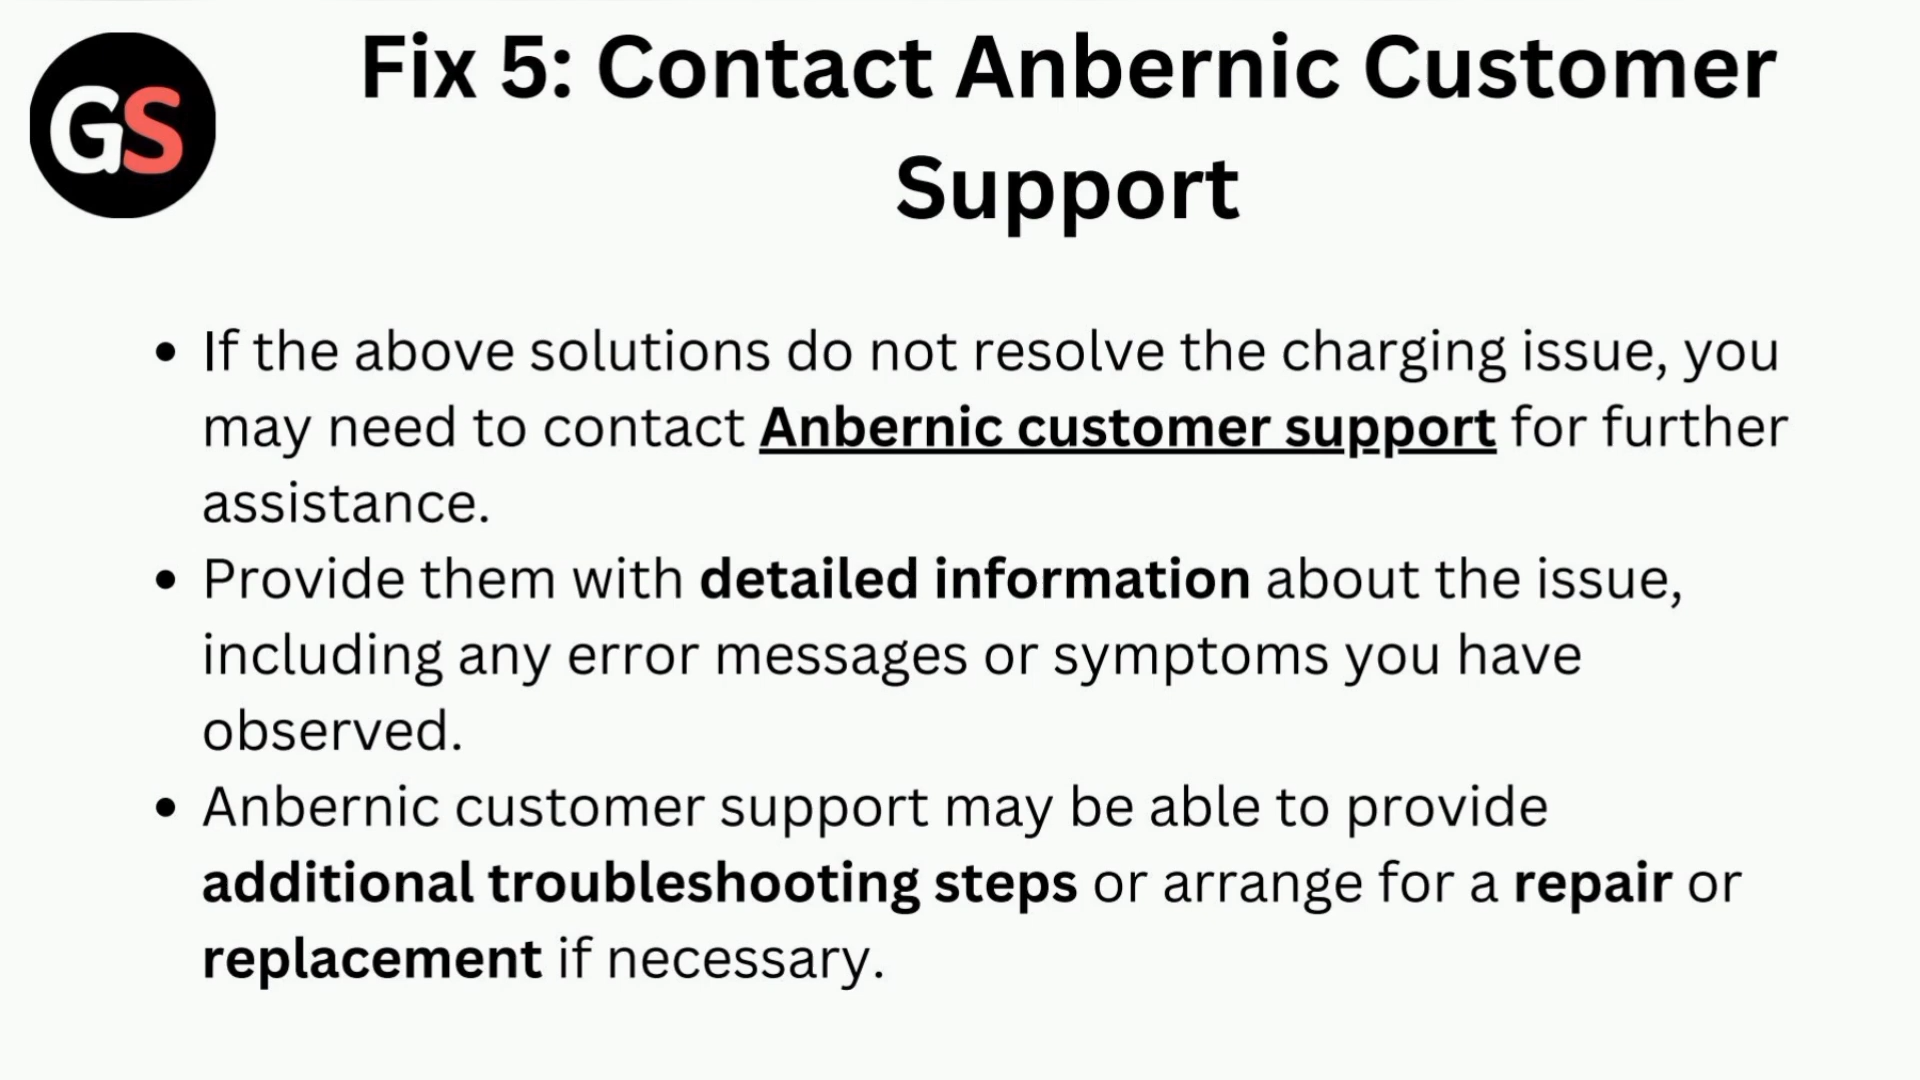 GS
Fix 5: Contact Anbernic Customer
Support
• If the above solutions do not resolve the charging issue, you
may need to contact Anbernic customer support for further
assistance.
• Provide them with detailed information about the issue,
including any error messages or symptoms you have
observed.
• Anbernic customer support may be able to provide
additional troubleshooting steps or arrange for a repair or
replacement if necessary.